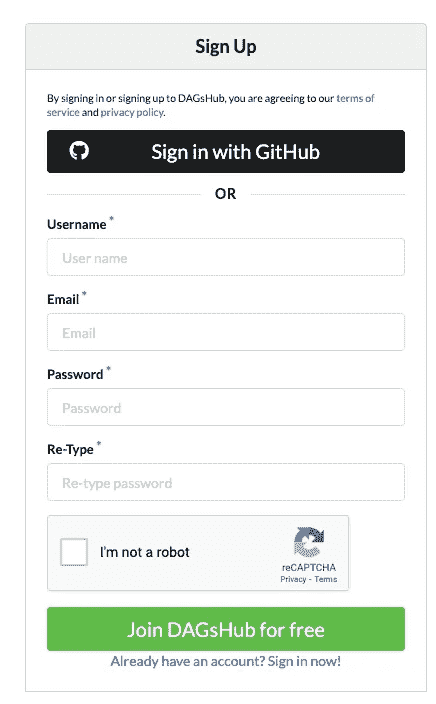 Sign Up
By signing in or signing up to DAGsHub, you are agreeing to our terms of
service and privacy policy.
Sign in with GitHub
OR
Username *
User name
Email *
Email
Password *
Password
Re-Type *
Re-type password
I'm not a robot
reCAPTCHA
Privacy - Terms
Join DAGsHub for free
Already have an account? Sign in now!